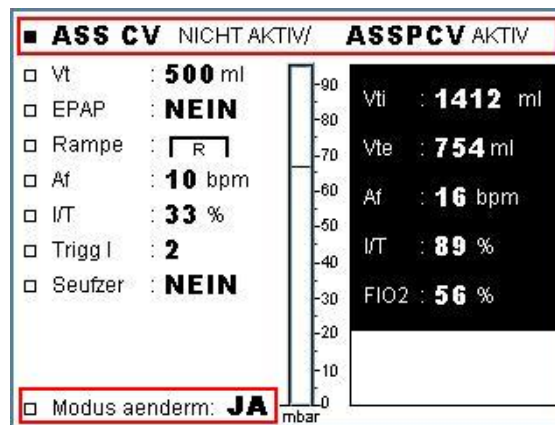 ASS CV NICHT AKTIV/ ASSPCV AKTIV
Vt : 500 ml
EPAP : NEIN
Rampe : R
Af : 10 bpm
I/T : 33 %
Trigg I : 2
Seufzer : NEIN
Modus aenderm: JA
90
80
70
60
50
40
30
20
10
0
mbar
Vti : 1412 ml
Vte : 754 ml
Af : 16 bpm
I/T : 89 %
FIO2 : 56 %